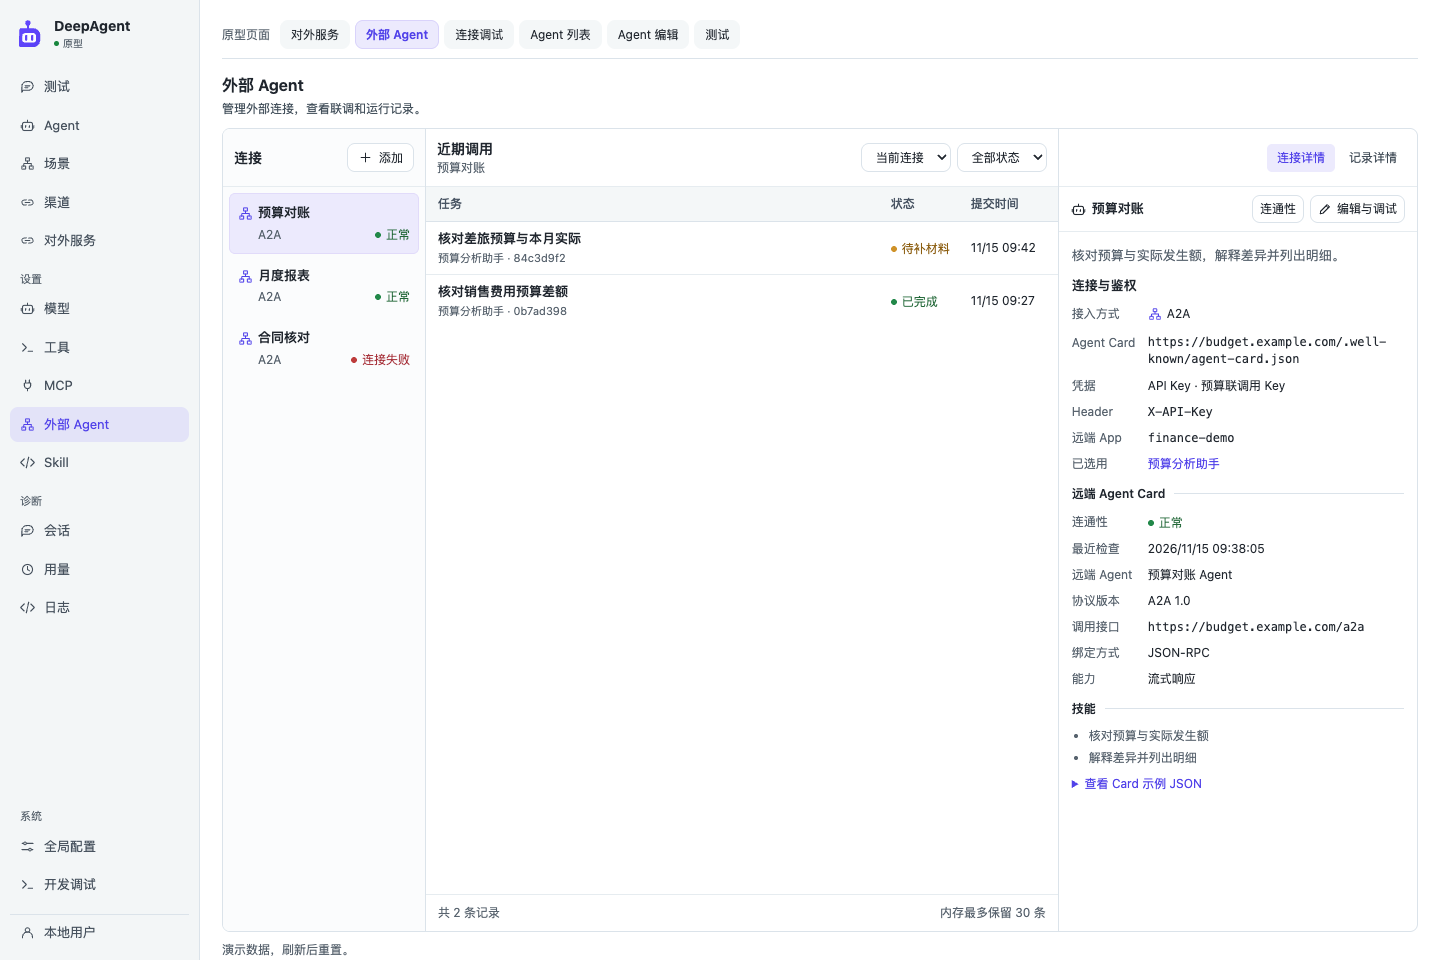 DeepAgent
原型
测试
Agent
场景
渠道
对外服务
设置
模型
工具
MCP
外部 Agent
Skill
诊断
会话
用量
日志
系统
全局配置
开发调试
本地用户
原型页面 对外服务 外部 Agent 连接调试 Agent 列表 Agent 编辑 测试
外部 Agent
管理外部连接，查看联调和运行记录。
连接 添加
预算对账
A2A 正常
月度报表
A2A 正常
合同核对
A2A 连接失败
近期调用
预算对账
当前连接 全部状态
任务 状态 提交时间
核对差旅预算与本月实际
预算分析助手 · 84c3d9f2
待补材料 11/15 09:42
核对销售费用预算差额
预算分析助手 · 0b7ad398
已完成 11/15 09:27
共 2 条记录 内存最多保留 30 条
连接详情 记录详情
预算对账 连通性 编辑与调试
核对预算与实际发生额，解释差异并列出明细。
连接与鉴权
接入方式 A2A
Agent Card https://budget.example.com/.well-
known/agent-card.json
凭据 API Key · 预算联调用 Key
Header X-API-Key
远端 App finance-demo
已选用 预算分析助手
远端 Agent Card
连通性 正常
最近检查 2026/11/15 09:38:05
远端 Agent 预算对账 Agent
协议版本 A2A 1.0
调用接口 https://budget.example.com/a2a
绑定方式 JSON-RPC
能力 流式响应
技能
核对预算与实际发生额
解释差异并列出明细
查看 Card 示例 JSON
演示数据，刷新后重置。